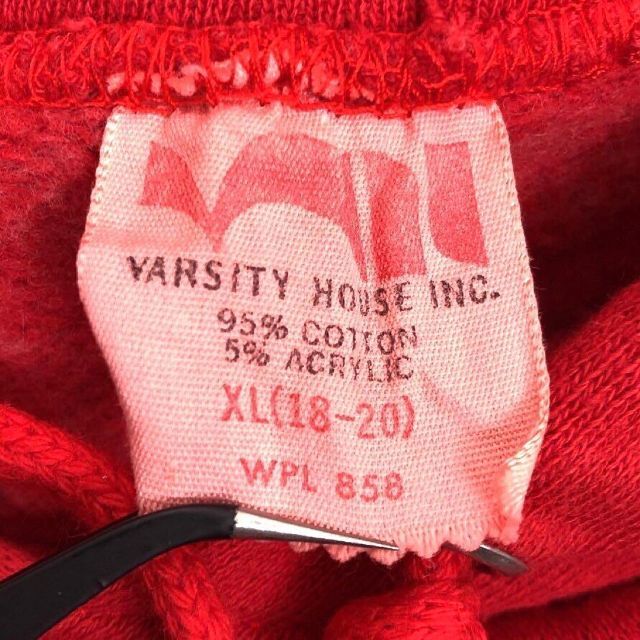 VARSITY HOUSE INC.
95% COTTON
5% ACRYLIC
XL(18-20)
WPL 858